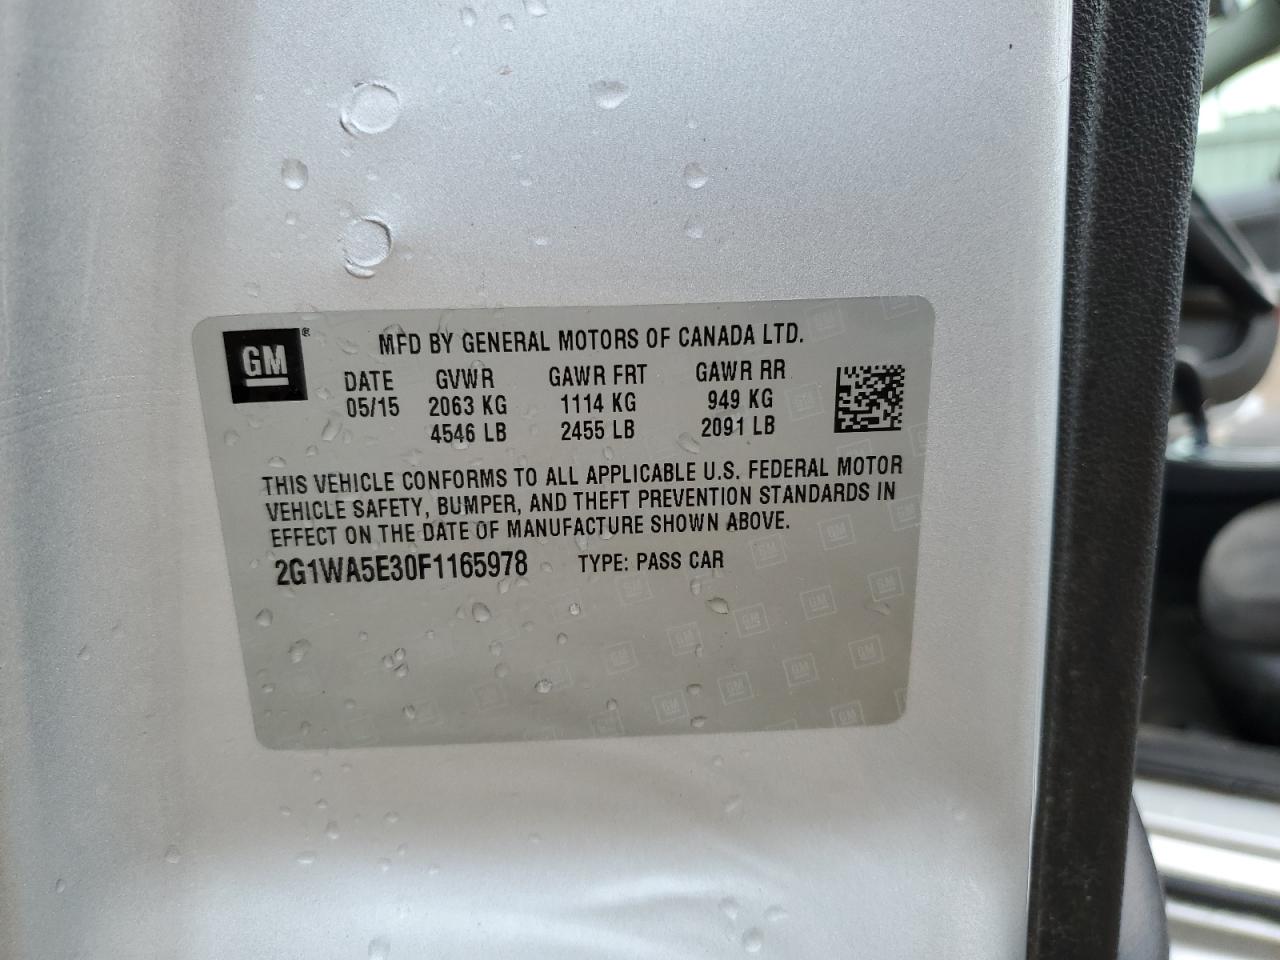 GM®
MFD BY GENERAL MOTORS OF CANADA LTD.
DATE GVWR GAWR FRT GAWR RR
05/15 2063 KG 1114 KG 949 KG
4546 LB 2455 LB 2091 LB
THIS VEHICLE CONFORMS TO ALL APPLICABLE U.S. FEDERAL MOTOR
VEHICLE SAFETY, BUMPER, AND THEFT PREVENTION STANDARDS IN
EFFECT ON THE DATE OF MANUFACTURE SHOWN ABOVE.
2G1WA5E30F1165978 TYPE: PASS CAR